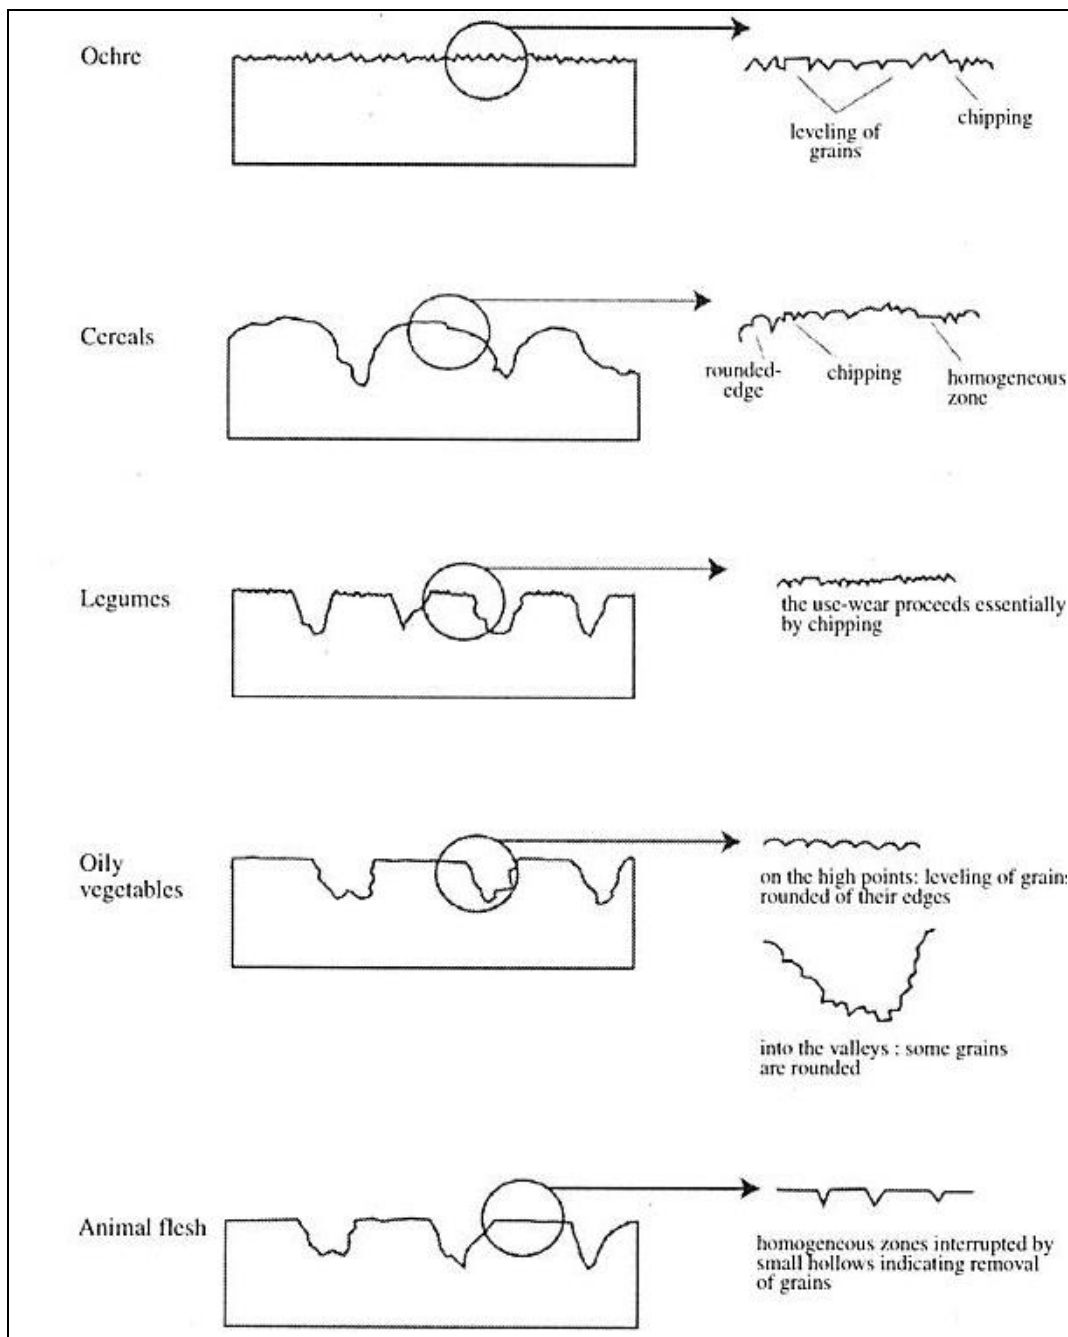 Ochre
leveling of
grains
chipping
Cereals
rounded-
edge
chipping
homogeneous
zone
Legumes
the use-wear proceeds essentially
by chipping
Oily
vegetables
on the high points: leveling of grains
rounded of their edges
into the valleys : some grains
are rounded
Animal flesh
homogeneous zones interrupted by
small hollows indicating removal
of grains